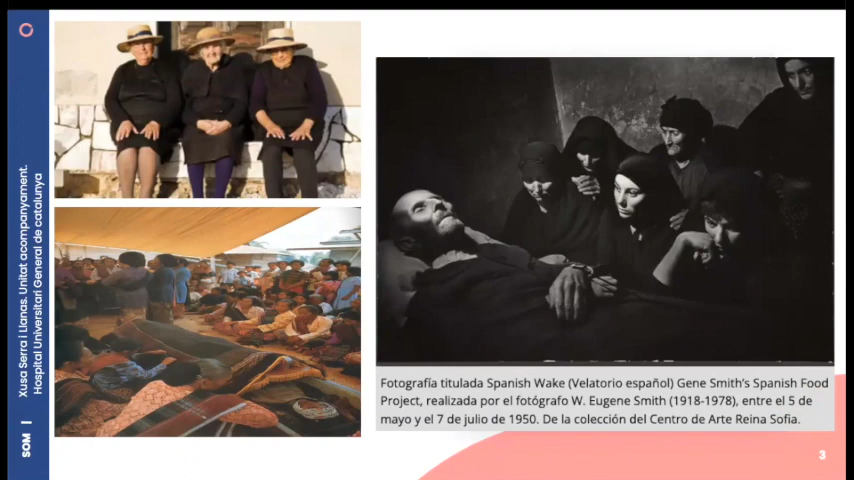 Xusa Serra i Llanas. Unitat acompanyament.
Hospital Universitari General de catalunya
SOM
Fotografía titulada Spanish Wake (Velatorio español) Gene Smith's Spanish Food
Project, realizada por el fotógrafo W. Eugene Smith (1918-1978), entre el 5 de
mayo y el 7 de julio de 1950. De la colección del Centro de Arte Reina Sofia.
3